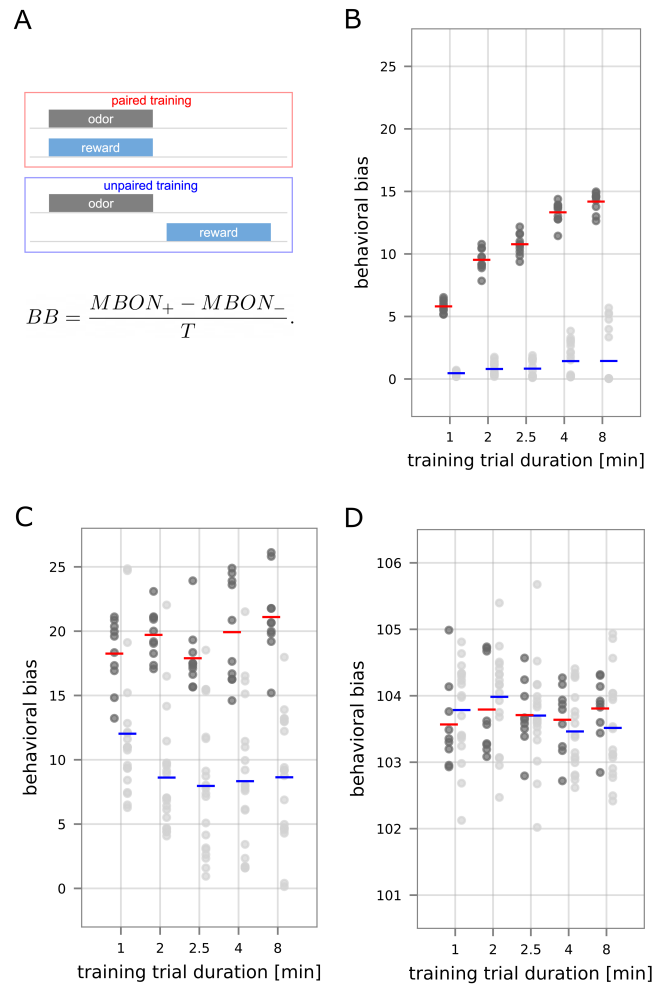 A
paired training
odor
reward
unpaired training
odor
reward
BB = \frac{MBON_+ - MBON_-}{T}.
B
behavioral bias
25
20
15
10
5
0
1 2 2.5 4 8
training trial duration [min]
C
behavioral bias
25
20
15
10
5
0
1 2 2.5 4 8
training trial duration [min]
D
behavioral bias
106
105
104
103
102
101
1 2 2.5 4 8
training trial duration [min]